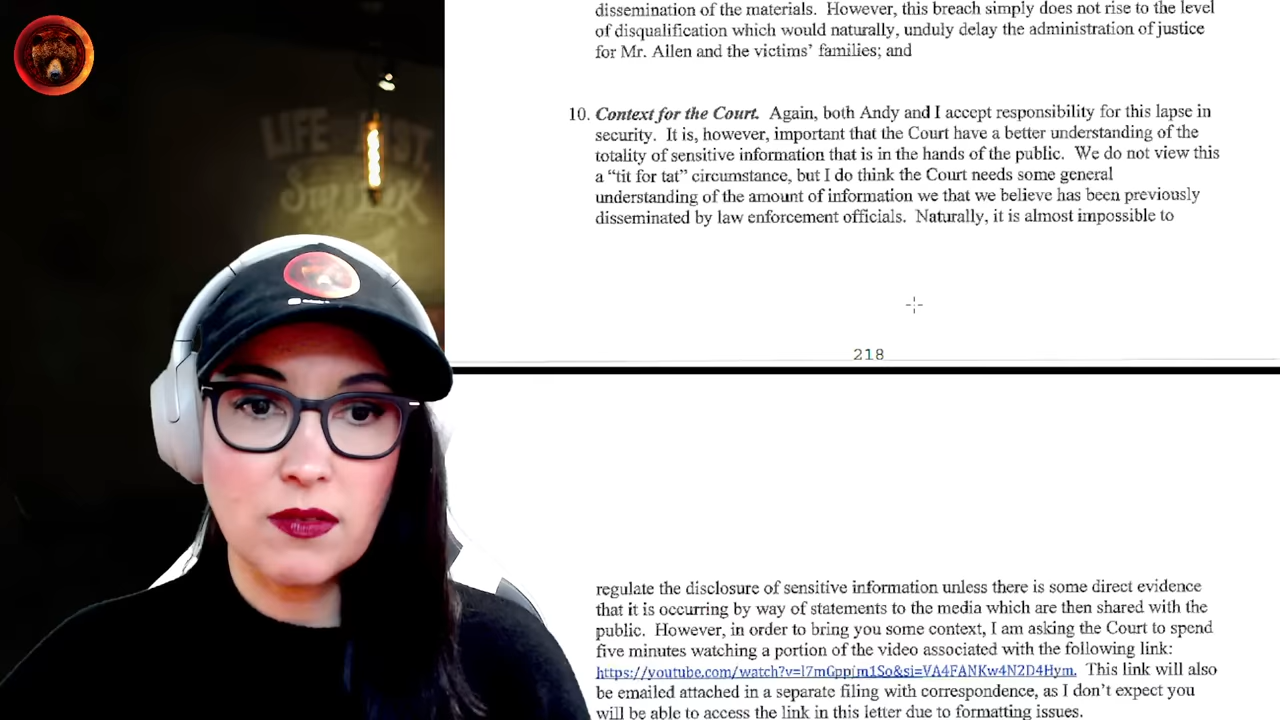 dissemination of the materials. However, this breach simply does not rise to the level
of disqualification which would naturally, unduly delay the administration of justice
for Mr. Allen and the victims' families; and
10. Context for the Court. Again, both Andy and I accept responsibility for this lapse in
security. It is, however, important that the Court have a better understanding of the
totality of sensitive information that is in the hands of the public. We do not view this
a "tit for tat" circumstance, but I do think the Court needs some general
understanding of the amount of information we that we believe has been previously
disseminated by law enforcement officials. Naturally, it is almost impossible to
218
regulate the disclosure of sensitive information unless there is some direct evidence
that it is occurring by way of statements to the media which are then shared with the
public. However, in order to bring you some context, I am asking the Court to spend
five minutes watching a portion of the video associated with the following link:
https://youtube.com/watch?v=l7mGppjm1So&si=VA4FANKw4N2D4Hym. This link will also
be emailed attached in a separate filing with correspondence, as I don't expect you
will be able to access the link in this letter due to formatting issues.
LIFE